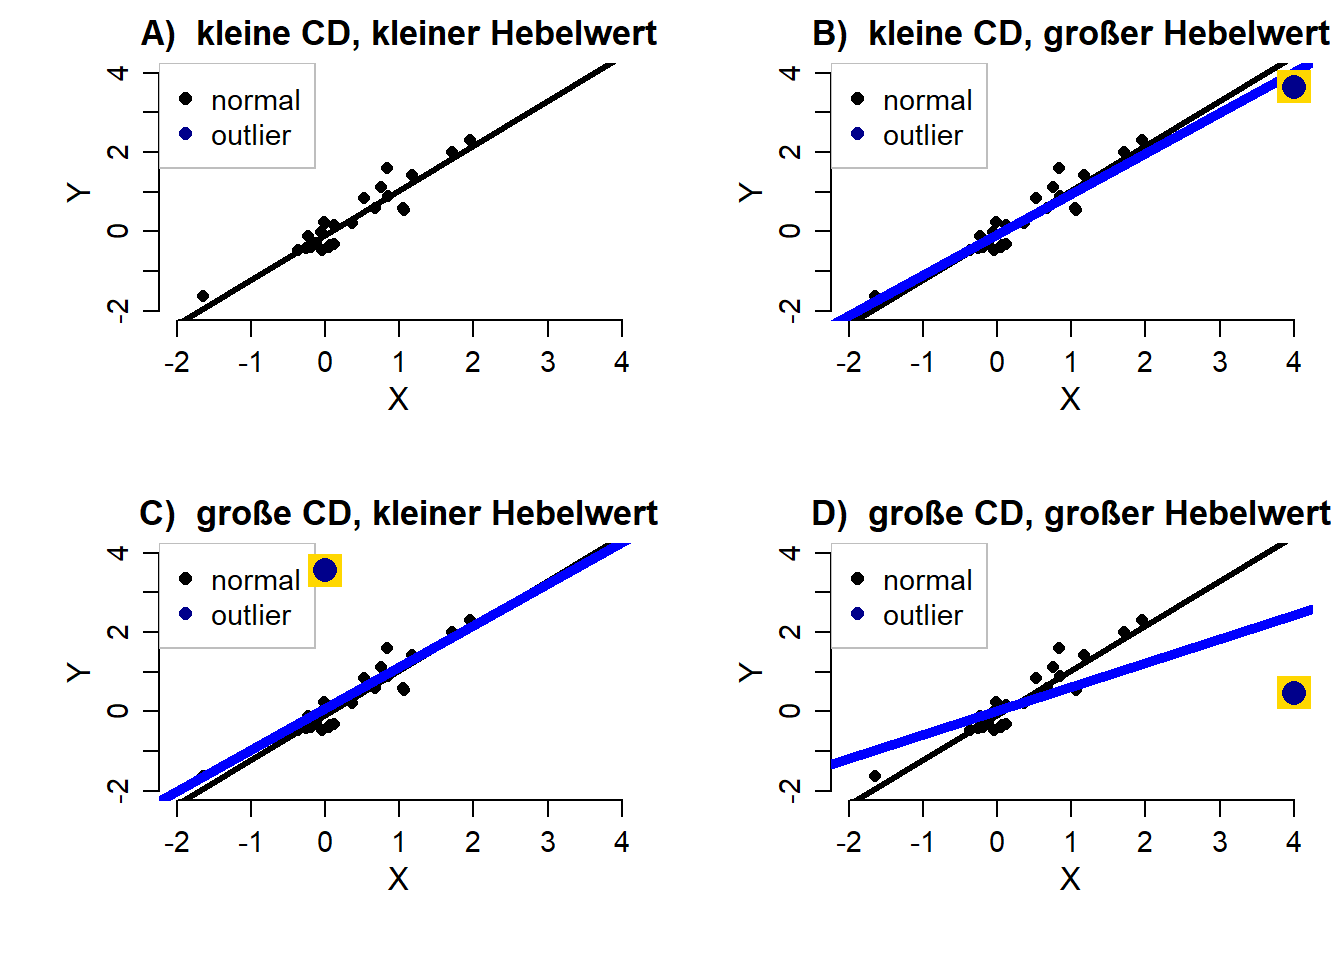 A)  kleine CD, kleiner Hebelwert
normal
outlier
Y
4
2
0
-2
-2 -1 0 1 2 3 4
X
B)  kleine CD, großer Hebelwert
normal
outlier
Y
4
2
0
-2
-2 -1 0 1 2 3 4
X
C)  große CD, kleiner Hebelwert
normal
outlier
Y
4
2
0
-2
-2 -1 0 1 2 3 4
X
D)  große CD, großer Hebelwert
normal
outlier
Y
4
2
0
-2
-2 -1 0 1 2 3 4
X